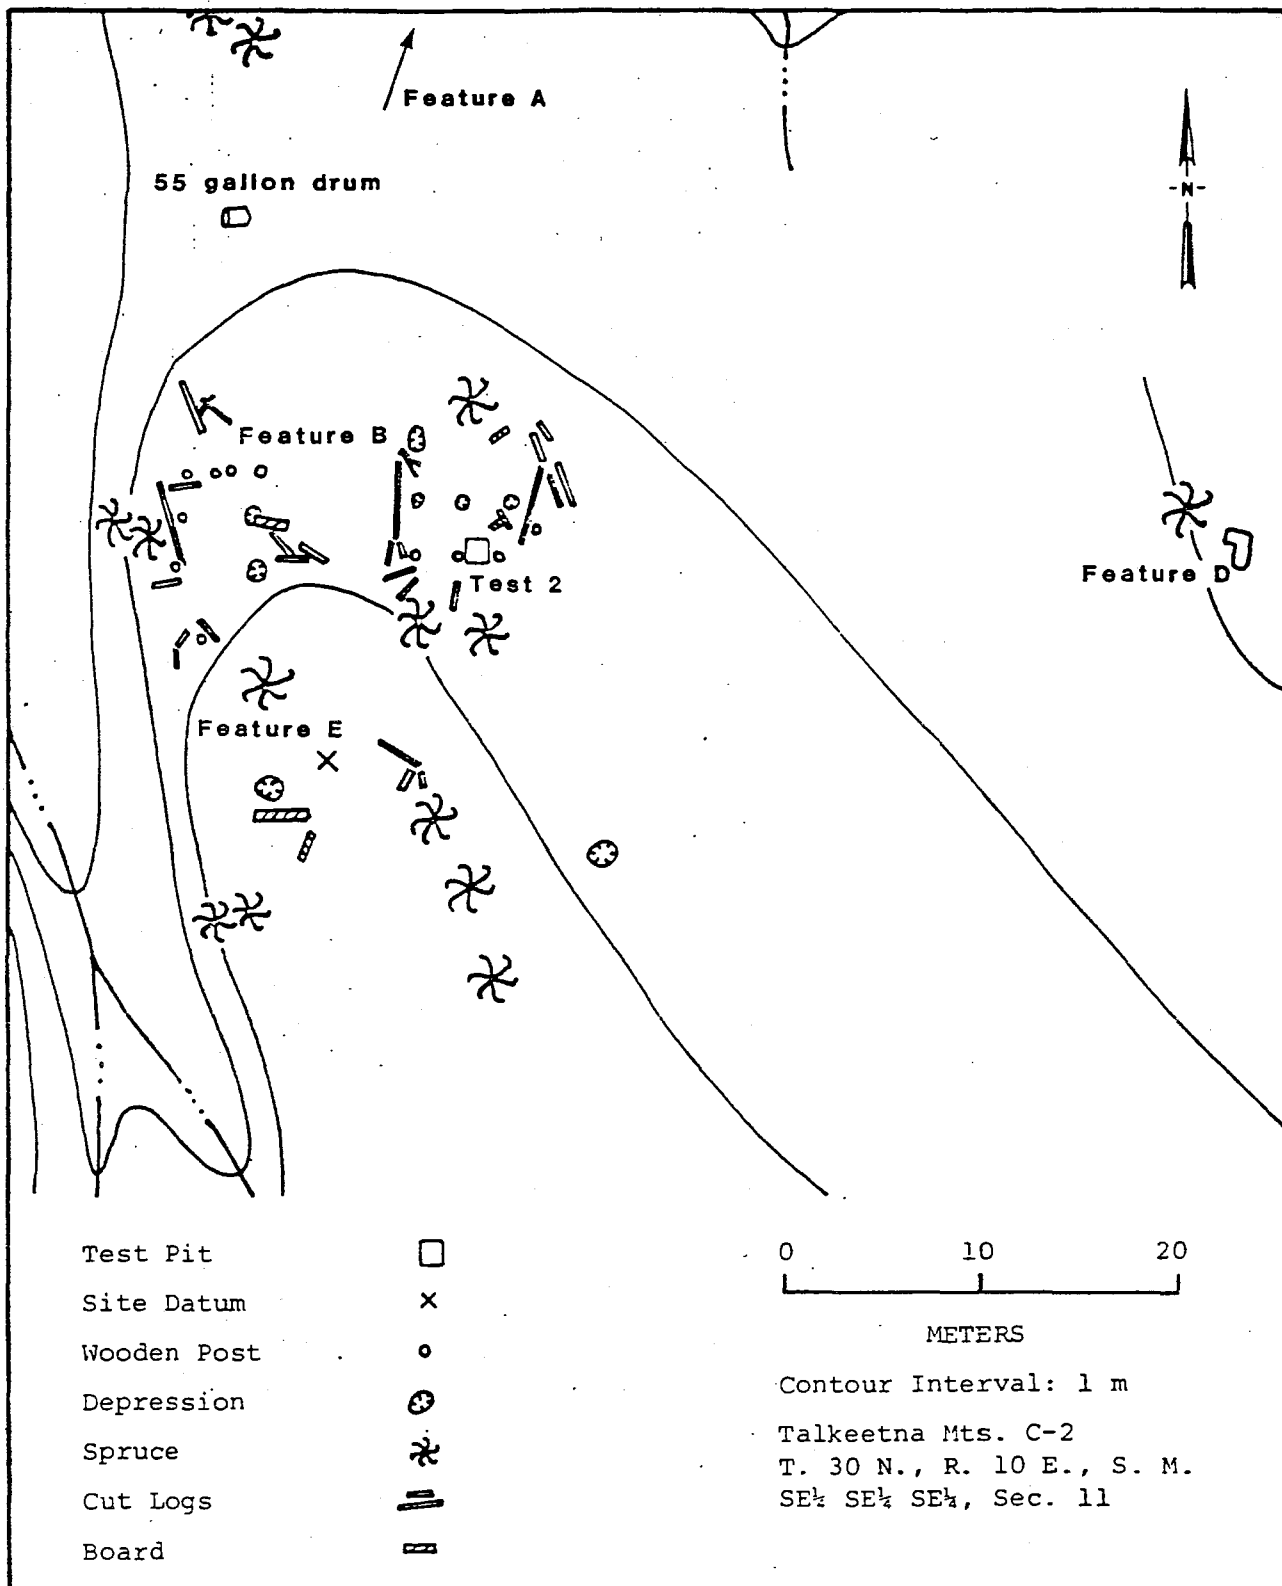 Feature A
55 gallon drum
-N-
Feature B
Test 2
Feature D
Feature E
Test Pit
Site Datum
Wooden Post
Depression
Spruce
Cut Logs
Board
0 10 20
METERS
Contour Interval: 1 m
Talkeetna Mts. C-2
T. 30 N., R. 10 E., S. M.
SE¼ SE¼ SE¼, Sec. 11